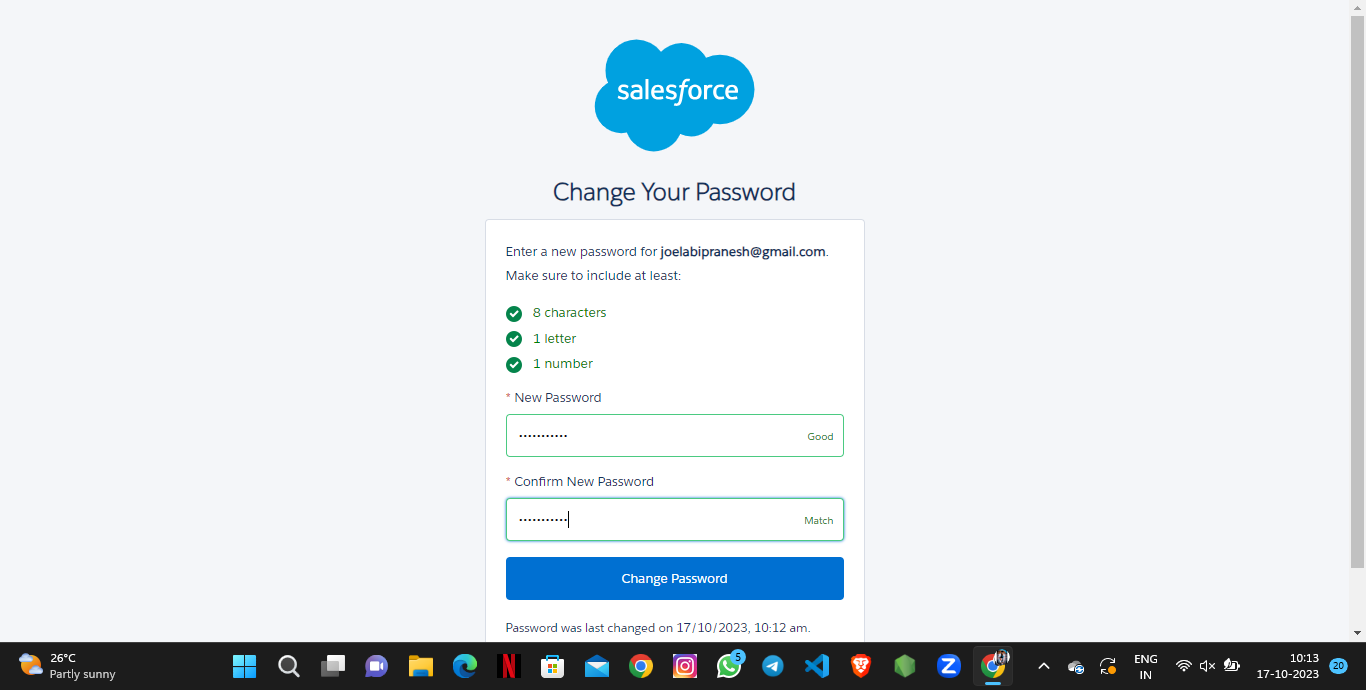 salesforce
Change Your Password
Enter a new password for joelabipranesh@gmail.com.
Make sure to include at least:
8 characters
1 letter
1 number
* New Password
••••••••••• Good
* Confirm New Password
••••••••••• Match
Change Password
Password was last changed on 17/10/2023, 10:12 am.
26°C
Partly sunny
5
ENG
IN
10:13
17-10-2023
20